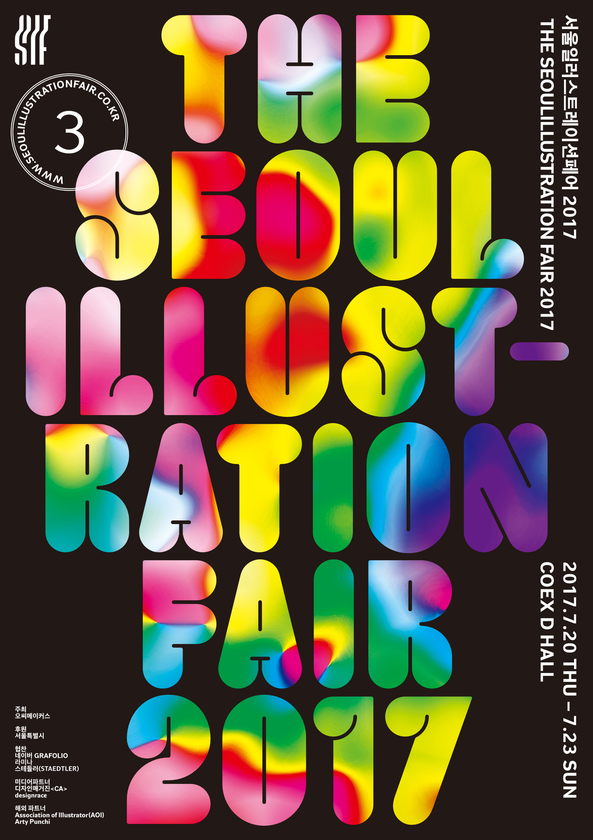 SIF
WWW.SEOULILLUSTRATIONFAIR.CO.KR
3
THE
SEOUL
ILLUST-
RATION
FAIR
2017
서울일러스트레이션페어 2017
THE SEOULILLUSTRATION FAIR 2017
2017.7.20 THU – 7.23 SUN
COEX D HALL
주최
오씨메이커스
후원
서울특별시
협찬
네이버 GRAFOLIO
라미나
스테들러(STAEDTLER)
미디어파트너
디자인매거진<CA>
designrace
해외 파트너
Association of Illustrator(AOI)
Arty Punchi